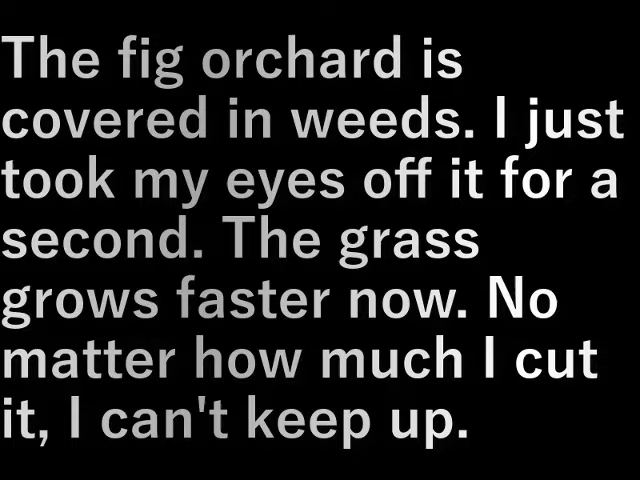 The fig orchard is
covered in weeds. I just
took my eyes off it for a
second. The grass
grows faster now. No
matter how much I cut
it, I can't keep up.